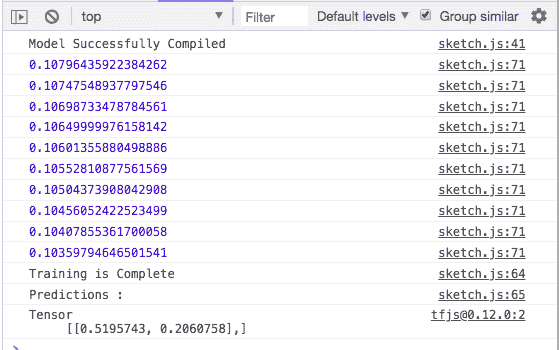 top Filter Default levels Group similar
Model Successfully Compiled sketch.js:41
0.10796435922384262 sketch.js:71
0.10747548937797546 sketch.js:71
0.10698733478784561 sketch.js:71
0.10649999976158142 sketch.js:71
0.10601355880498886 sketch.js:71
0.10552810877561569 sketch.js:71
0.10504373908042908 sketch.js:71
0.10456052422523499 sketch.js:71
0.10407855361700058 sketch.js:71
0.10359794646501541 sketch.js:71
Training is Complete sketch.js:64
Predictions : sketch.js:65
Tensor tfjs@0.12.0:2
[[0.5195743, 0.2060758],]